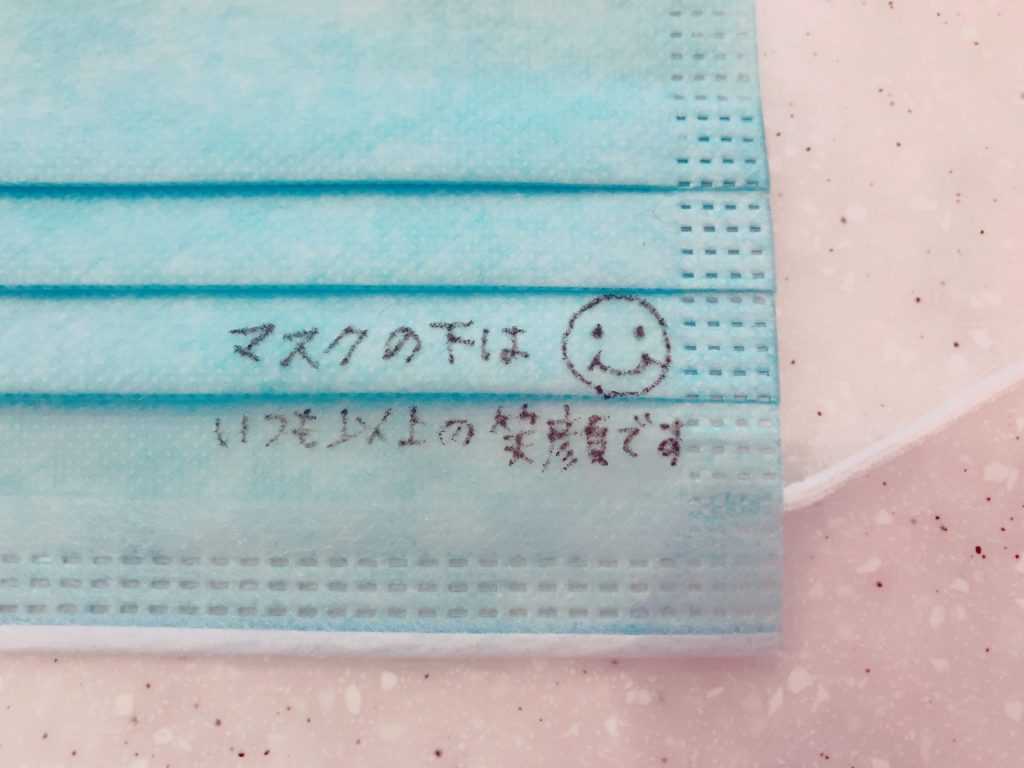 マスクの下は
いつも以上の笑顔です